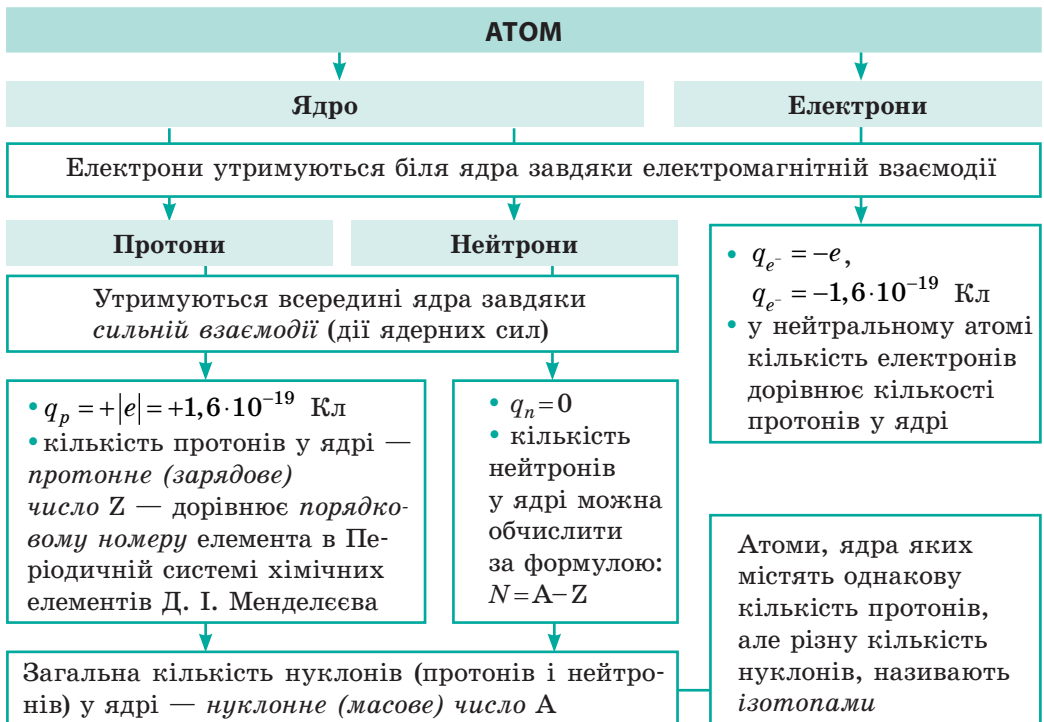 АТОМ
Ядро
Електрони
Електрони утримуються біля ядра завдяки електромагнітній взаємодії
Протони
Нейтрони
Утримуються всередині ядра завдяки
сильній взаємодії (дії ядерних сил)
• q_e⁻ = −e,
q_e⁻ = −1,6·10⁻¹⁹ Кл
• у нейтральному атомі
кількість електронів
дорівнює кількості
протонів у ядрі
• q_p = +|e| = +1,6·10⁻¹⁹ Кл
• кількість протонів у ядрі —
протонне (зарядове)
число Z — дорівнює порядко-
вому номеру елемента в Пе-
ріодичній системі хімічних
елементів Д. І. Менделєєва
• q_n = 0
• кількість
нейтронів
у ядрі можна
обчислити
за формулою:
N = A − Z
Загальна кількість нуклонів (протонів і нейтро-
нів) у ядрі — нуклонне (масове) число A
Атоми, ядра яких
містять однакову
кількість протонів,
але різну кількість
нуклонів, називають
ізотопами